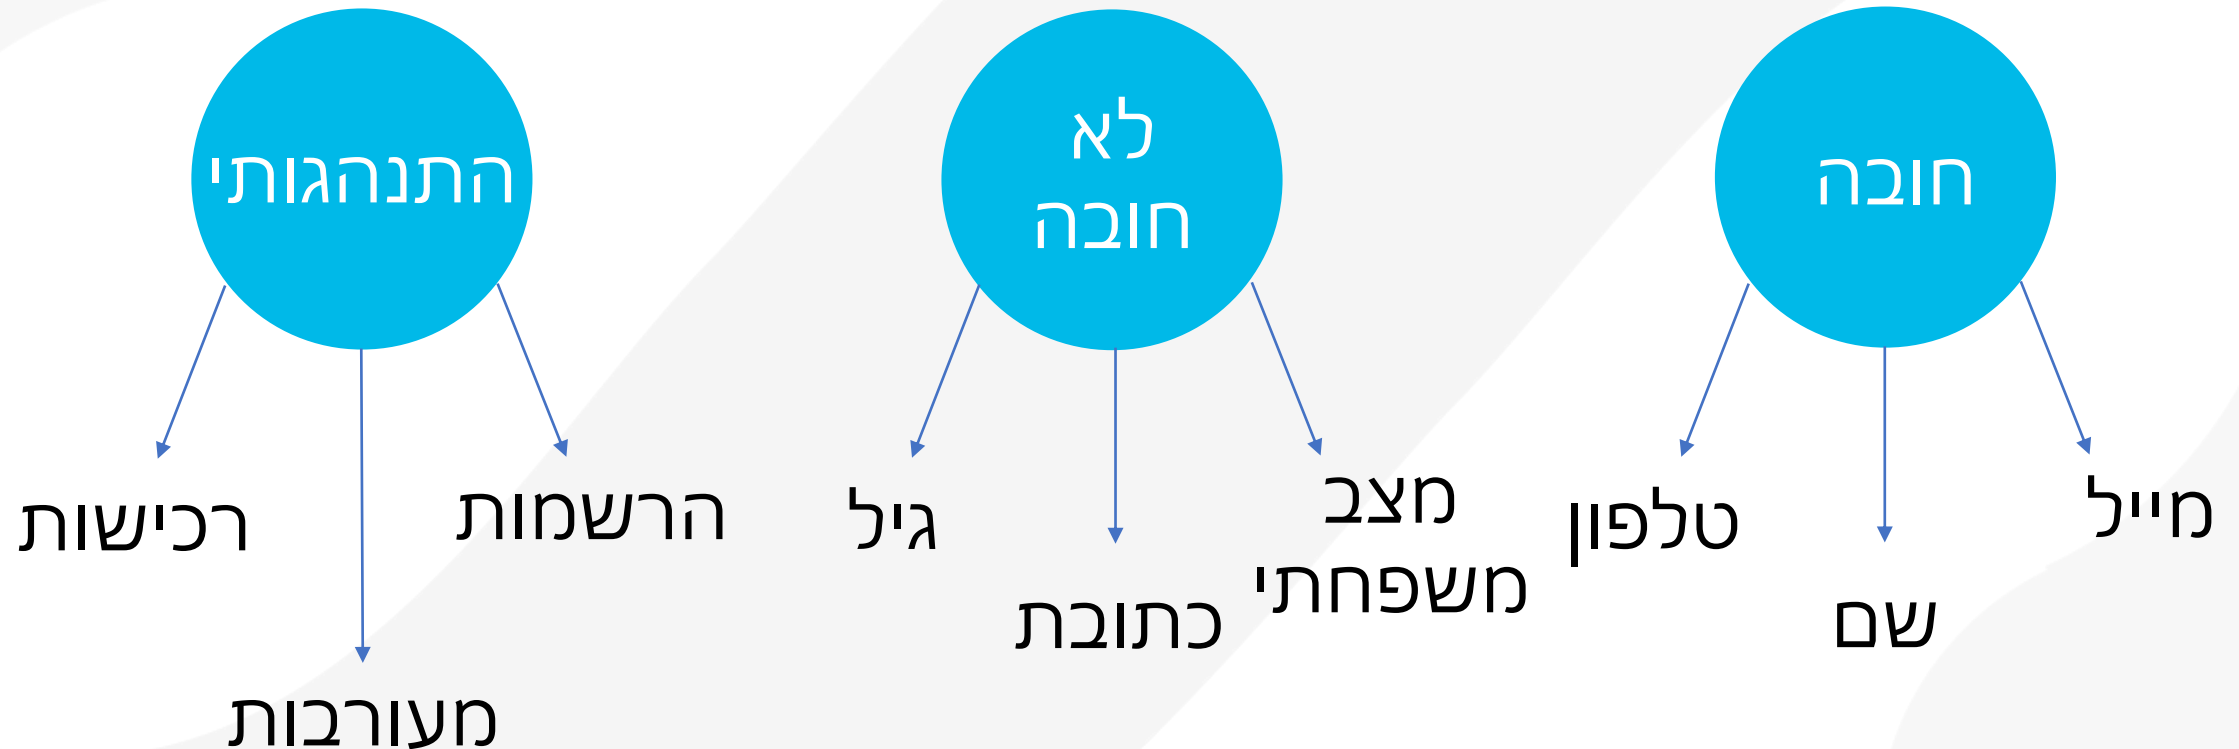 חובה
מייל
שם
טלפון
לא
חובה
מצב
משפחתי
כתובת
גיל
התנהגותי
הרשמות
מעורבות
רכישות